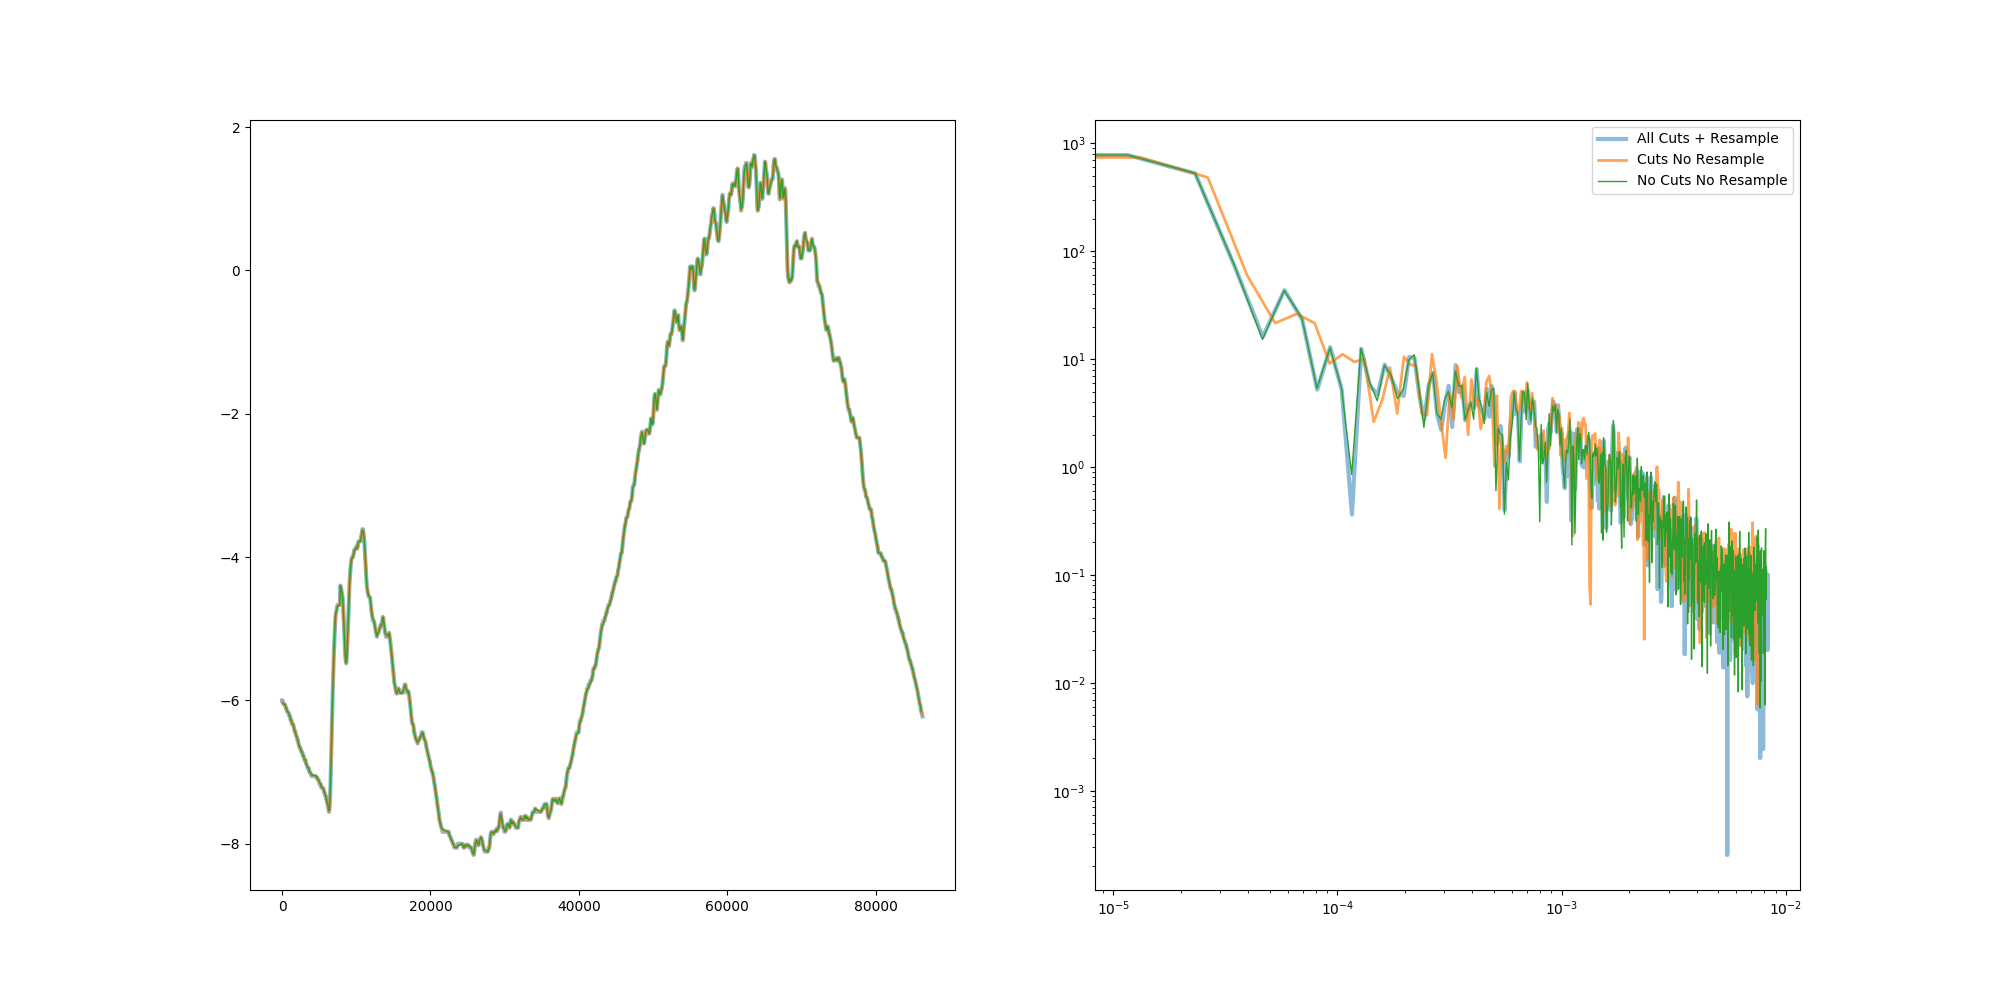 2
0
−2
−4
−6
−8
0 20000 40000 60000 80000
10³
10²
10¹
10⁰
10⁻¹
10⁻²
10⁻³
10⁻⁵ 10⁻⁴ 10⁻³ 10⁻²
All Cuts + Resample
Cuts No Resample
No Cuts No Resample